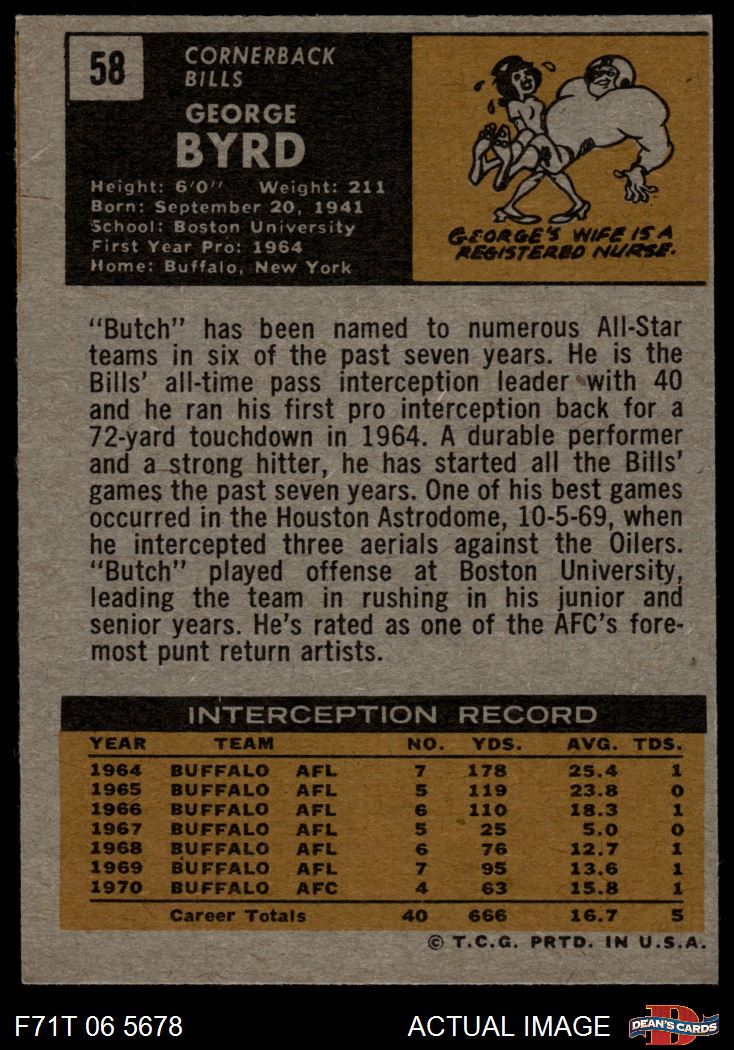 58
CORNERBACK
BILLS
GEORGE
BYRD
Height: 6'0" Weight: 211
Born: September 20, 1941
School: Boston University
First Year Pro: 1964
Home: Buffalo, New York
GEORGE'S WIFE IS A
REGISTERED NURSE.
"Butch" has been named to numerous All-Star
teams in six of the past seven years. He is the
Bills' all-time pass interception leader with 40
and he ran his first pro interception back for a
72-yard touchdown in 1964. A durable performer
and a strong hitter, he has started all the Bills'
games the past seven years. One of his best games
occurred in the Houston Astrodome, 10-5-69, when
he intercepted three aerials against the Oilers.
"Butch" played offense at Boston University,
leading the team in rushing in his junior and
senior years. He's rated as one of the AFC's fore-
most punt return artists.
INTERCEPTION RECORD
YEAR TEAM NO. YDS. AVG. TDS.
1964 BUFFALO AFL 7 178 25.4 1
1965 BUFFALO AFL 5 119 23.8 0
1966 BUFFALO AFL 6 110 18.3 1
1967 BUFFALO AFL 5 25 5.0 0
1968 BUFFALO AFL 6 76 12.7 1
1969 BUFFALO AFL 7 95 13.6 1
1970 BUFFALO AFC 4 63 15.8 1
Career Totals 40 666 16.7 5
© T.C.G. PRTD. IN U.S.A.
F71T 06 5678 ACTUAL IMAGE
D
DEAN'S CARDS